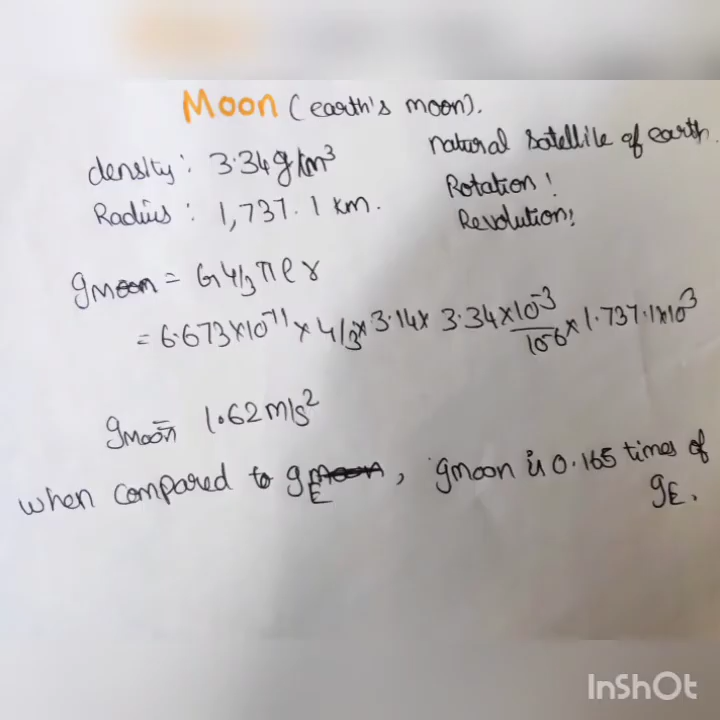 Moon (earth's moon).
density: 3.34g/cm³
Radius: 1,737.1 km.
natural satellite of earth.
Rotation!
Revolution:
gmoon = G 4/3 π ρ r
= 6.673×10⁻¹¹ × 4/3 × 3.14 × 3.34×10⁻³/10⁻⁶ × 1.737.1×10³
gmoon = 1.62 m/s²
when compared to gE, gmoon is 0.165 times of
gE.
InShOt